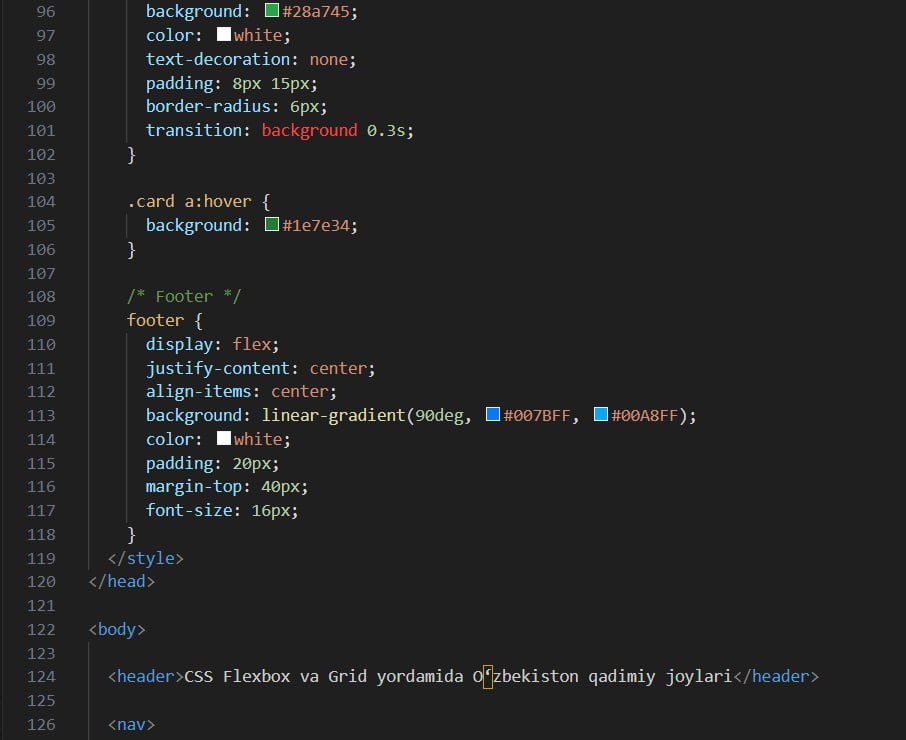 96 background: #28a745;
97 color: white;
98 text-decoration: none;
99 padding: 8px 15px;
100 border-radius: 6px;
101 transition: background 0.3s;
102 }
103
104 .card a:hover {
105 background: #1e7e34;
106 }
107
108 /* Footer */
109 footer {
110 display: flex;
111 justify-content: center;
112 align-items: center;
113 background: linear-gradient(90deg, #007BFF, #00A8FF);
114 color: white;
115 padding: 20px;
116 margin-top: 40px;
117 font-size: 16px;
118 }
119 </style>
120 </head>
121
122 <body>
123
124 <header>CSS Flexbox va Grid yordamida O‘zbekiston qadimiy joylari</header>
125
126 <nav>